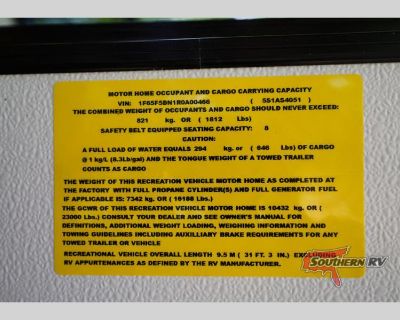 MOTOR HOME OCCUPANT AND CARGO CARRYING CAPACITY
VIN: 1F65F5BN1R0A00466 ( 5S1AS4051 )
THE COMBINED WEIGHT OF OCCUPANTS AND CARGO SHOULD NEVER EXCEED:
821 kg. OR ( 1812 Lbs)
SAFETY BELT EQUIPPED SEATING CAPACITY: 8
CAUTION:
A FULL LOAD OF WATER EQUALS 294 kg. or ( 646 Lbs) OF CARGO
@ 1 kg/L (8.3Lb/gal) AND THE TONGUE WEIGHT OF A TOWED TRAILER
COUNTS AS CARGO
THE WEIGHT OF THIS RECREATION VEHICLE MOTOR HOME AS COMPLETED AT
THE FACTORY WITH FULL PROPANE CYLINDER(S) AND FULL GENERATOR FUEL
IF APPLICABLE IS: 7342 kg. OR ( 16188 Lbs.)
THE GCWR OF THIS RECREATION VEHICLE MOTOR HOME IS 10432 kg. OR (
23000 Lbs.) CONSULT YOUR DEALER AND SEE OWNER'S MANUAL FOR
DEFINITIONS, ADDITIONAL WEIGHT LOADING, WEIGHING INFORMATION AND
TOWING GUIDELINES INCLUDING AUXILLIARY BRAKE REQUIREMENTS FOR ANY
TOWED TRAILER OR VEHICLE
RECREATIONAL VEHICLE OVERALL LENGTH 9.5 M ( 31 FT. 3 IN.) EXCLUDING
RV APPURTENANCES AS DEFINED BY THE RV MANUFACTURER.
SOUTHERN RV